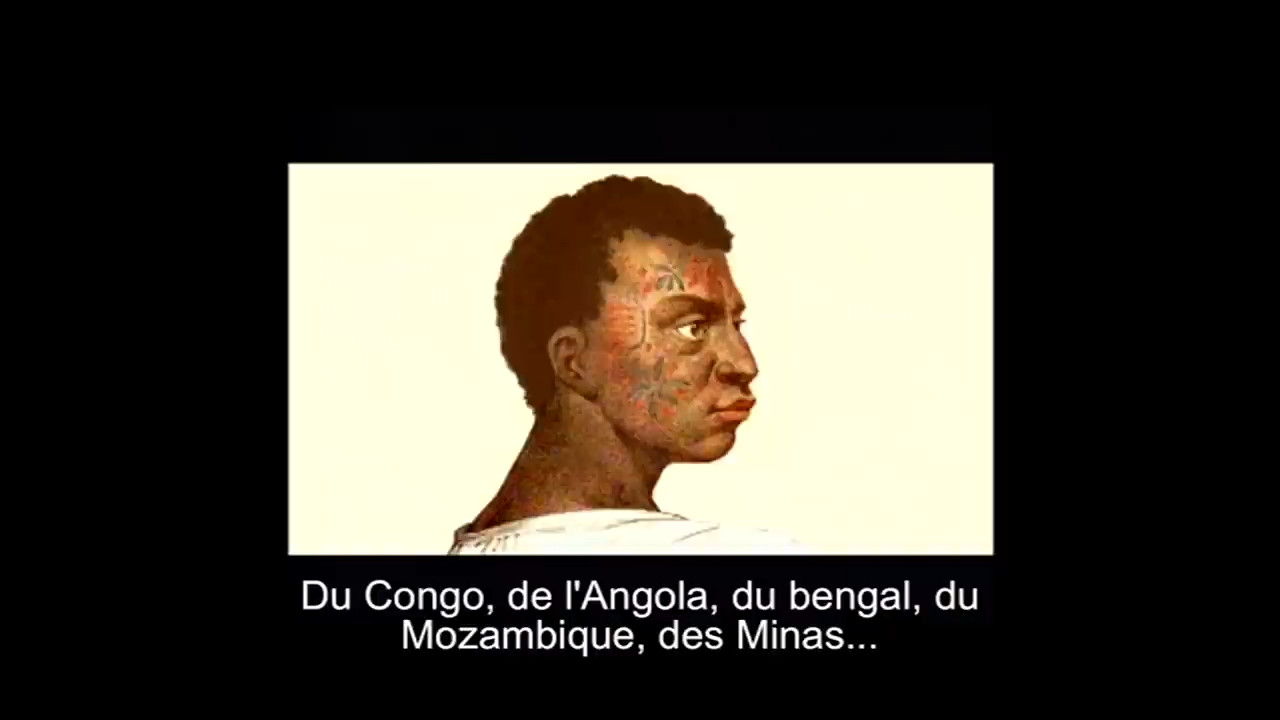 Du Congo, de l'Angola, du bengal, du
Mozambique, des Minas...